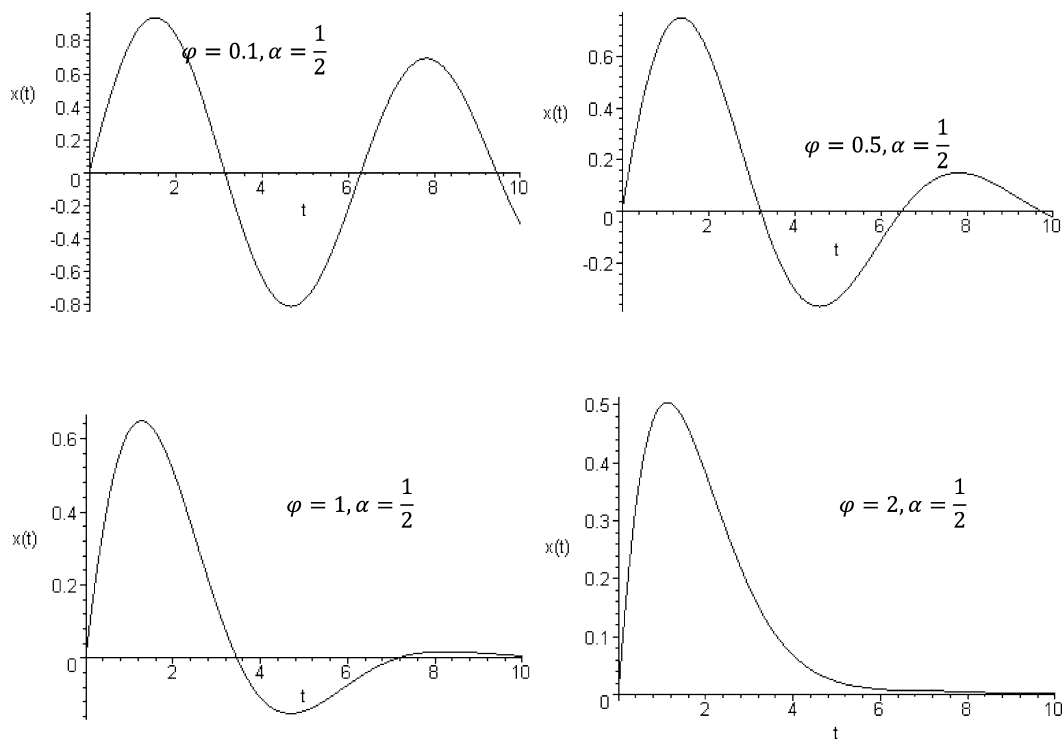 φ = 0.1, α = 1/2
x(t)
0.8
0.6
0.4
0.2
0
-0.2
-0.4
-0.6
-0.8
2 4 6 8 10
t
φ = 0.5, α = 1/2
x(t)
0.6
0.4
0.2
0
-0.2
2 4 6 8 10
t
φ = 1, α = 1/2
x(t)
0.6
0.4
0.2
0
2 4 6 8 10
t
φ = 2, α = 1/2
x(t)
0.5
0.4
0.3
0.2
0.1
0
2 4 6 8 10
t